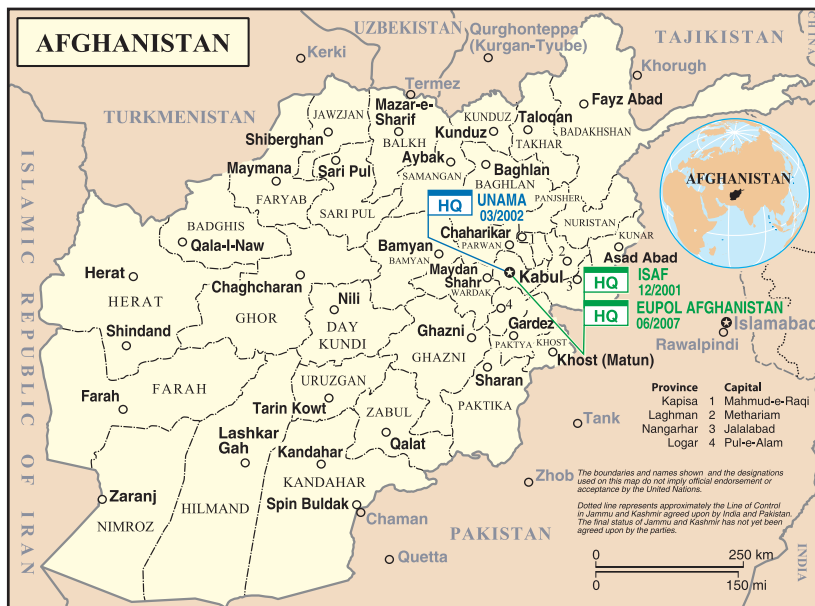 AFGHANISTAN
UZBEKISTAN
Qurghonteppa
(Kurgan-Tyube)
TAJIKISTAN
CHINA
Kerki
Termez
Khorugh
TURKMENISTAN
JAWZJAN
Mazar-e-
Sharif
KUNDUZ
Taloqan
Fayz Abad
Shiberghan
BALKH
Kunduz
TAKHAR
BADAKHSHAN
Maymana
Sari Pul
Aybak
SAMANGAN
Baghlan
BAGHLAN
AFGHANISTAN
FARYAB
SARI PUL
HQ
UNAMA
03/2002
PANJSHER
NURISTAN
BADGHIS
Qala-I-Naw
Chaharikar
PARWAN
2
KUNAR
Bamyan
BAMYAN
Asad Abad
Herat
HERAT
Chaghcharan
Maydan
Shahr
WARDAK
Kabul
1
3
HQ
ISAF
12/2001
HQ
EUPOL AFGHANISTAN
06/2007
GHOR
Nili
DAY
KUNDI
4
Shindand
Ghazni
GHAZNI
Gardez
PAKTYA
KHOST
Khost (Matun)
Islamabad
Rawalpindi
Sharan
FARAH
Farah
URUZGAN
Tarin Kowt
ZABUL
PAKTIKA
Qalat
Tank
Province Capital
Kapisa 1 Mahmud-e-Raqi
Laghman 2 Methariam
Nangarhar 3 Jalalabad
Logar 4 Pul-e-Alam
Lashkar
Gah
Kandahar
KANDAHAR
Zaranj
NIMROZ
HILMAND
Spin Buldak
Chaman
Zhob
PAKISTAN
Quetta
ISLAMIC REPUBLIC OF IRAN
INDIA
The boundaries and names shown and the designations
used on this map do not imply official endorsement or
acceptance by the United Nations.
Dotted line represents approximately the Line of Control
in Jammu and Kashmir agreed upon by India and Pakistan.
The final status of Jammu and Kashmir has not yet been
agreed upon by the parties.
0 250 km
0 150 mi